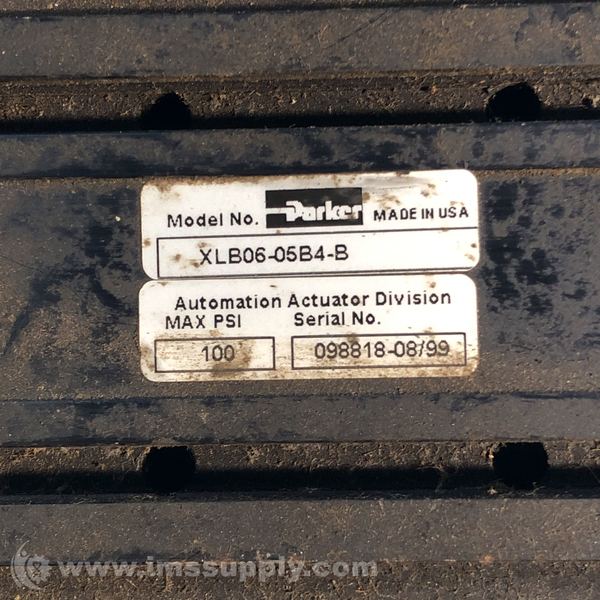 Model No. Parker MADE IN USA
XLB06-05B4-B
Automation Actuator Division
MAX PSI Serial No.
100 098818-08/99
www.imssupply.com